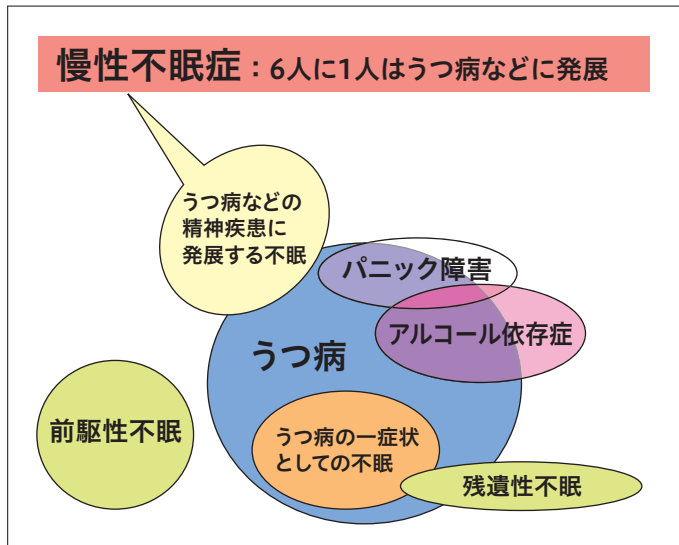 慢性不眠症：6人に1人はうつ病などに発展
うつ病などの
精神疾患に
発展する不眠
パニック障害
アルコール依存症
うつ病
前駆性不眠
うつ病の一症状
としての不眠
残遺性不眠